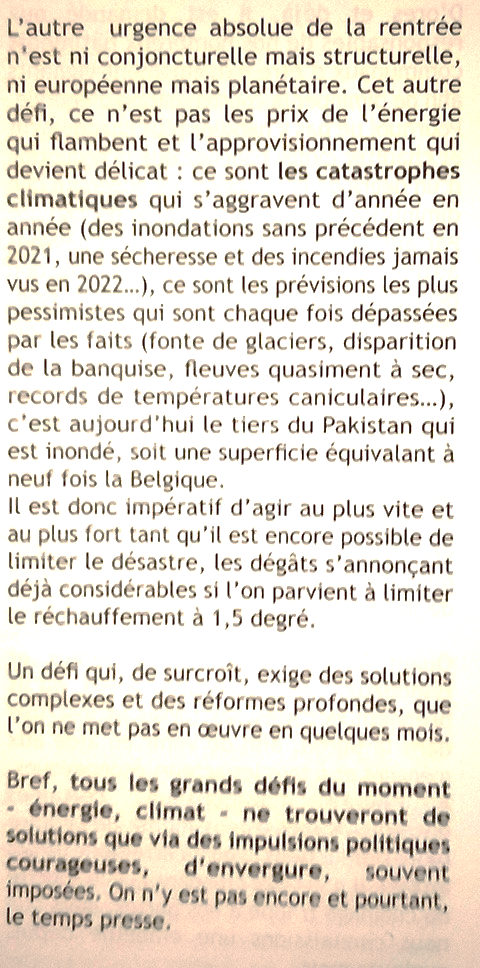 L'autre urgence absolue de la rentrée
n'est ni conjoncturelle mais structurelle,
ni européenne mais planétaire. Cet autre
défi, ce n'est pas les prix de l'énergie
qui flambent et l'approvisionnement qui
devient délicat : ce sont les catastrophes
climatiques qui s'aggravent d'année en
année (des inondations sans précédent en
2021, une sécheresse et des incendies jamais
vus en 2022...), ce sont les prévisions les plus
pessimistes qui sont chaque fois dépassées
par les faits (fonte de glaciers, disparition
de la banquise, fleuves quasiment à sec,
records de températures caniculaires...),
c'est aujourd'hui le tiers du Pakistan qui
est inondé, soit une superficie équivalant à
neuf fois la Belgique.
Il est donc impératif d'agir au plus vite et
au plus fort tant qu'il est encore possible de
limiter le désastre, les dégâts s'annonçant
déjà considérables si l'on parvient à limiter
le réchauffement à 1,5 degré.
Un défi qui, de surcroît, exige des solutions
complexes et des réformes profondes, que
l'on ne met pas en œuvre en quelques mois.
Bref, tous les grands défis du moment
- énergie, climat - ne trouveront de
solutions que via des impulsions politiques
courageuses, d'envergure, souvent
imposées. On n'y est pas encore et pourtant,
le temps presse.